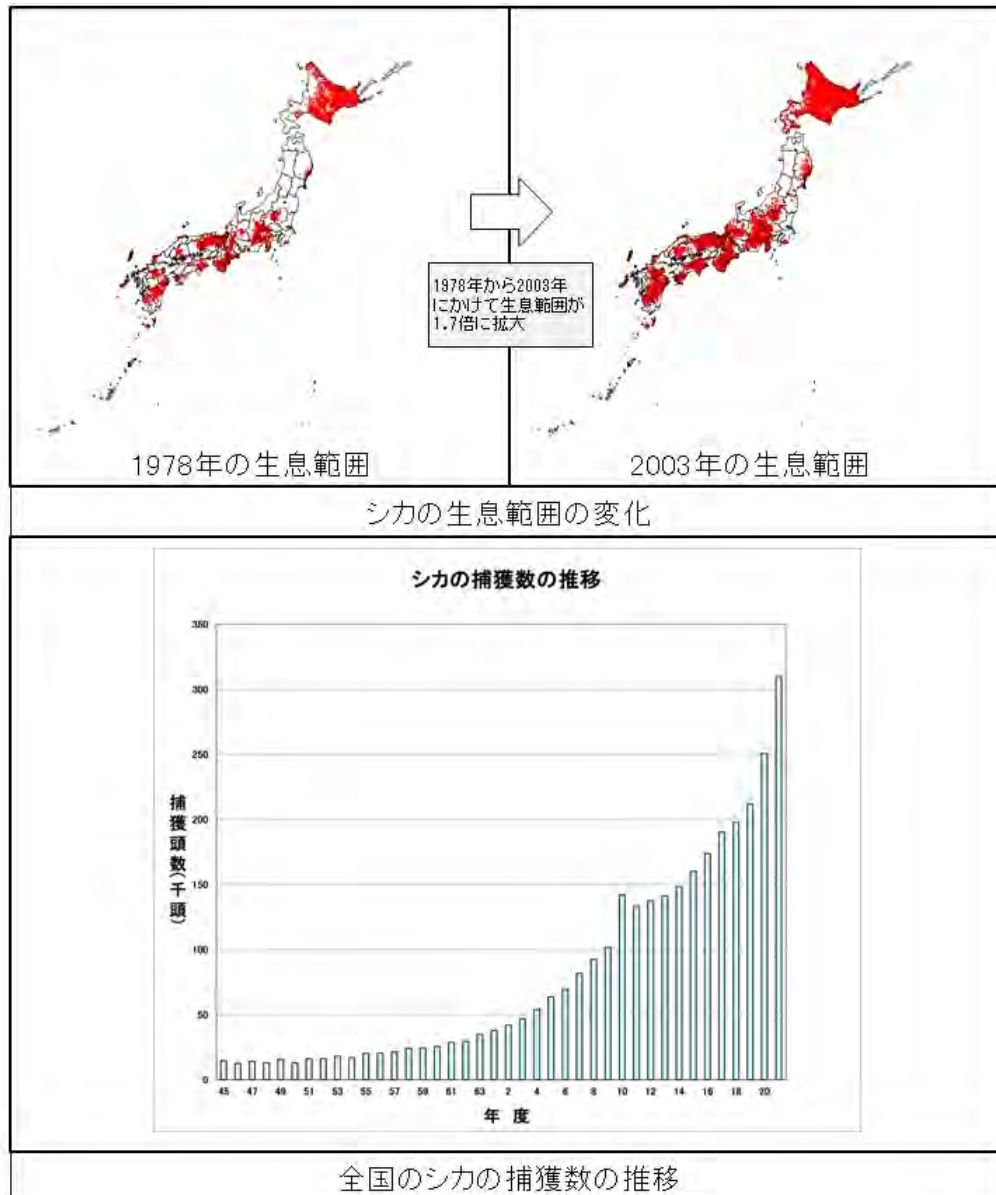 1978年から2003年
にかけて生息範囲が
1.7倍に拡大
1978年の生息範囲
2003年の生息範囲
シカの生息範囲の変化
シカの捕獲数の推移
350
300
250
200
150
100
50
0
捕獲頭数(千頭)
45 47 49 51 53 55 57 59 61 63 2 4 6 8 10 12 14 16 18 20
年 度
全国のシカの捕獲数の推移